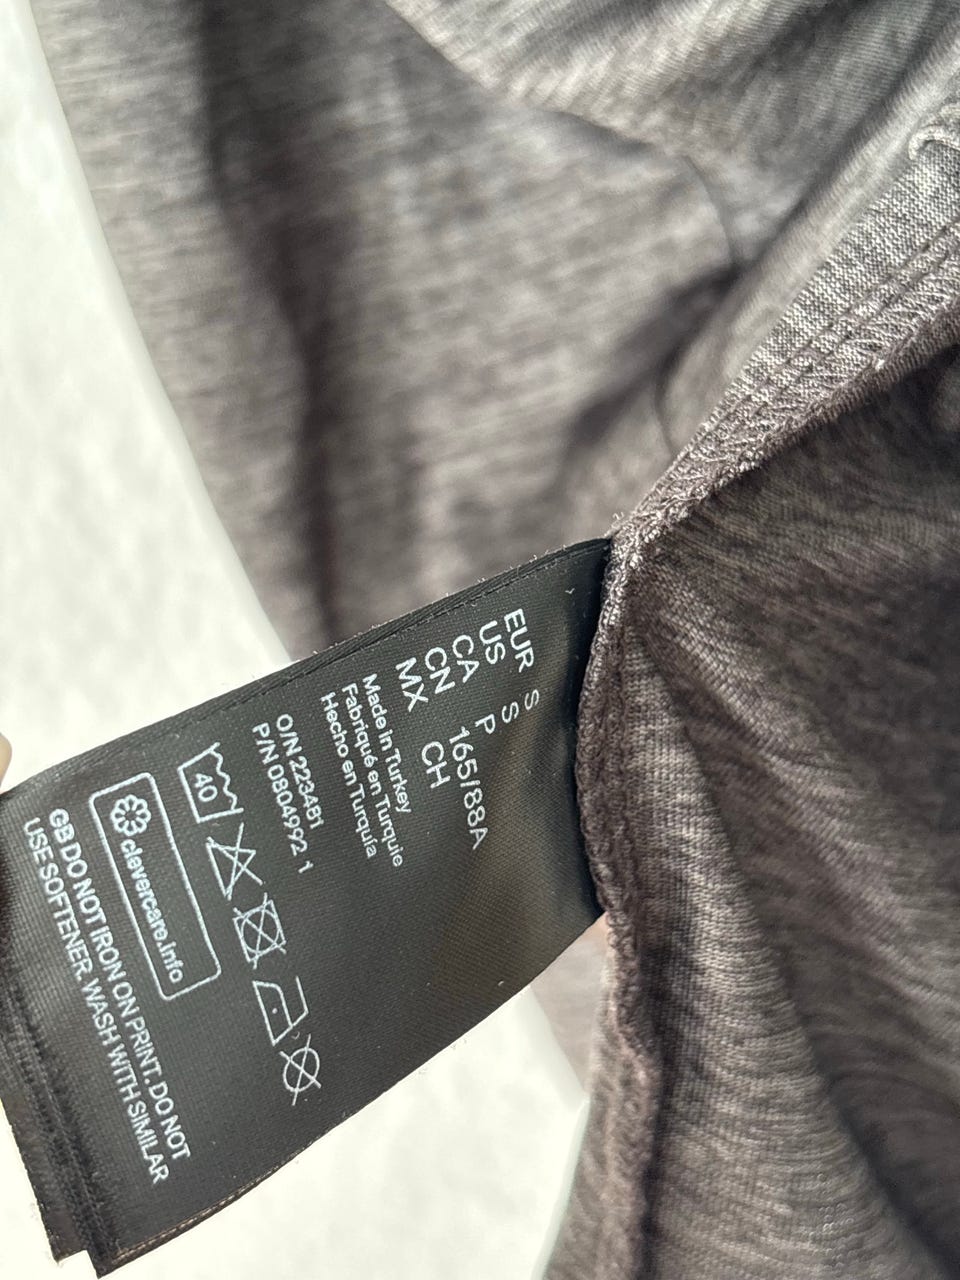 EUR S
US S
CA P
CN 165/88A
MX CH
Made in Turkey
Fabriqué en Turquie
Hecho en Turquía
O/N 223481
P/N 0804992 1
40
clevercare.info
GB DO NOT IRON ON PRINT. DO NOT
USE SOFTENER. WASH WITH SIMILAR